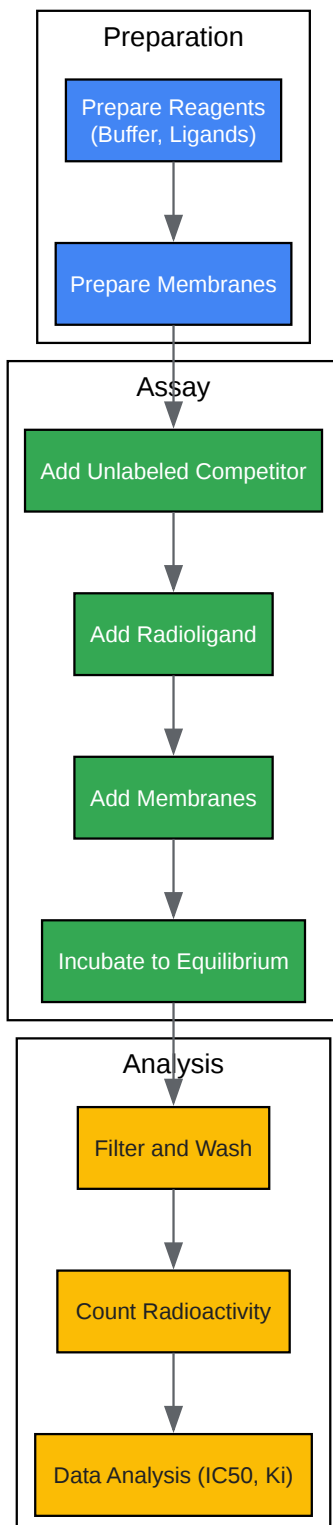 Preparation
Prepare Reagents
(Buffer, Ligands)
Prepare Membranes
Assay
Add Unlabeled Competitor
Add Radioligand
Add Membranes
Incubate to Equilibrium
Analysis
Filter and Wash
Count Radioactivity
Data Analysis (IC50, Ki)